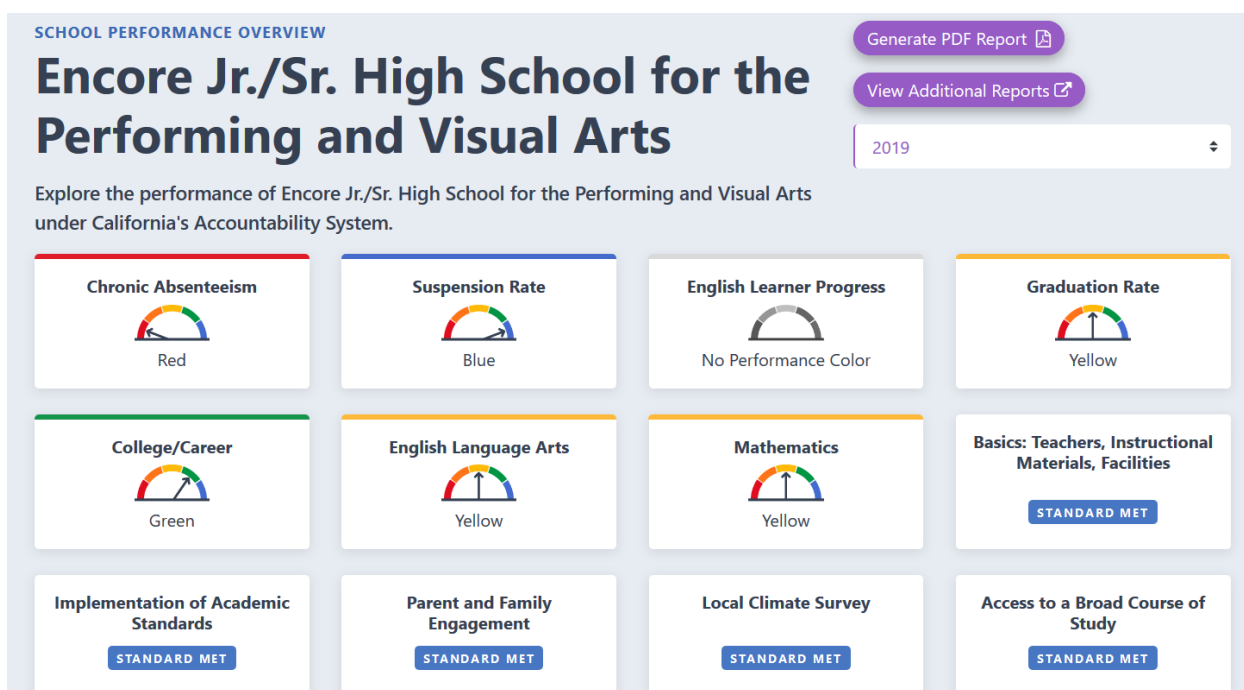 SCHOOL PERFORMANCE OVERVIEW
Encore Jr./Sr. High School for the
Performing and Visual Arts
Explore the performance of Encore Jr./Sr. High School for the Performing and Visual Arts
under California's Accountability System.
Generate PDF Report
View Additional Reports
2019
Chronic Absenteeism
Red
Suspension Rate
Blue
English Learner Progress
No Performance Color
Graduation Rate
Yellow
College/Career
Green
English Language Arts
Yellow
Mathematics
Yellow
Basics: Teachers, Instructional
Materials, Facilities
STANDARD MET
Implementation of Academic
Standards
STANDARD MET
Parent and Family
Engagement
STANDARD MET
Local Climate Survey
STANDARD MET
Access to a Broad Course of
Study
STANDARD MET